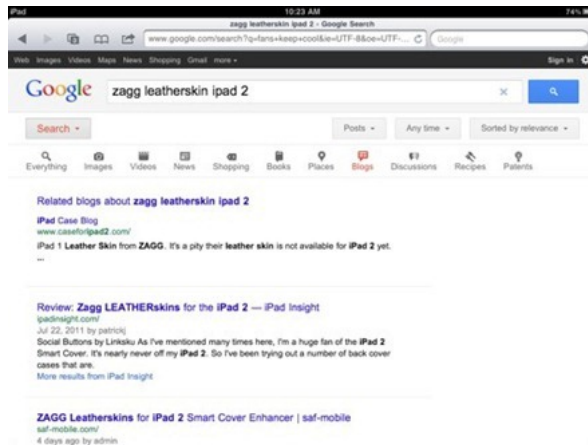 iPad 10:23 AM 74%
zagg leatherskin ipad 2 - Google Search
www.google.com/search?q=fans+keep+cool&ie=UTF-8&oe=UTF-... Google
Web Images Videos Maps News Shopping Gmail more Sign in
Google zagg leatherskin ipad 2 ×
Search Posts Any time Sorted by relevance
Everything Images Videos News Shopping Books Places Blogs Discussions Recipes Patents
Related blogs about zagg leatherskin ipad 2
iPad Case Blog
www.caseforipad2.com/
iPad 1 Leather Skin from ZAGG. It's a pity their leather skin is not available for iPad 2 yet.
...
Review: Zagg LEATHERskins for the iPad 2 — iPad Insight
ipadinsight.com/
Jul 22, 2011 by patrickj
Social Buttons by Linksku As I've mentioned many times here, I'm a huge fan of the iPad 2
Smart Cover. It's nearly never off my iPad 2. So I've been trying out a number of back cover
cases that are.
More results from iPad Insight
ZAGG Leatherskins for iPad 2 Smart Cover Enhancer | saf-mobile
saf-mobile.com/
4 days ago by admin